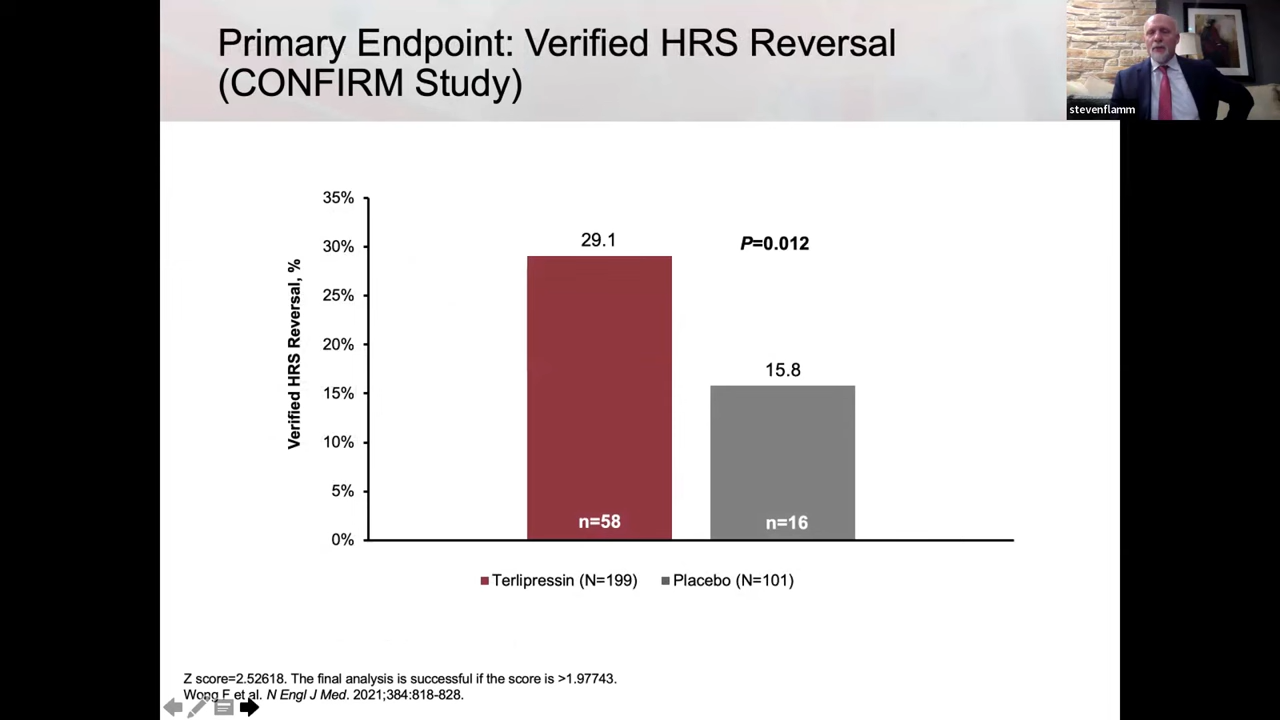 Primary Endpoint: Verified HRS Reversal
(CONFIRM Study)
stevenflamm
35%
30%
25%
20%
15%
10%
5%
0%
Verified HRS Reversal, %
29.1
P=0.012
15.8
n=58
n=16
Terlipressin (N=199)
Placebo (N=101)
Z score=2.52618. The final analysis is successful if the score is >1.97743.
Wong F et al. N Engl J Med. 2021;384:818-828.